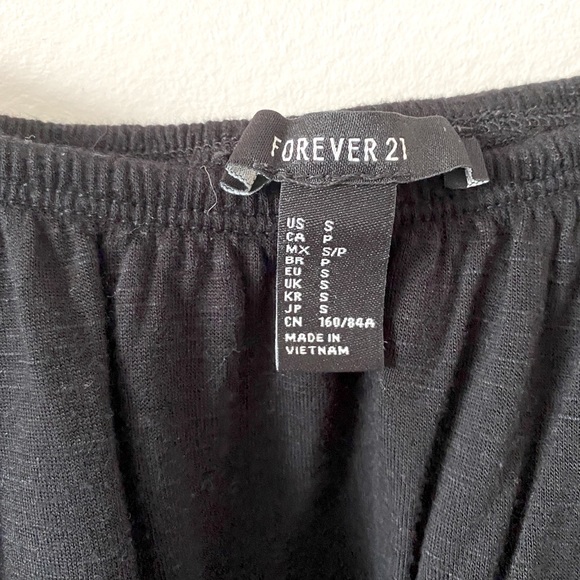 FOREVER 21
US S
CA P
MX S/P
BR P
EU S
UK S
KR S
JP S
CN 160/84A
MADE IN
VIETNAM